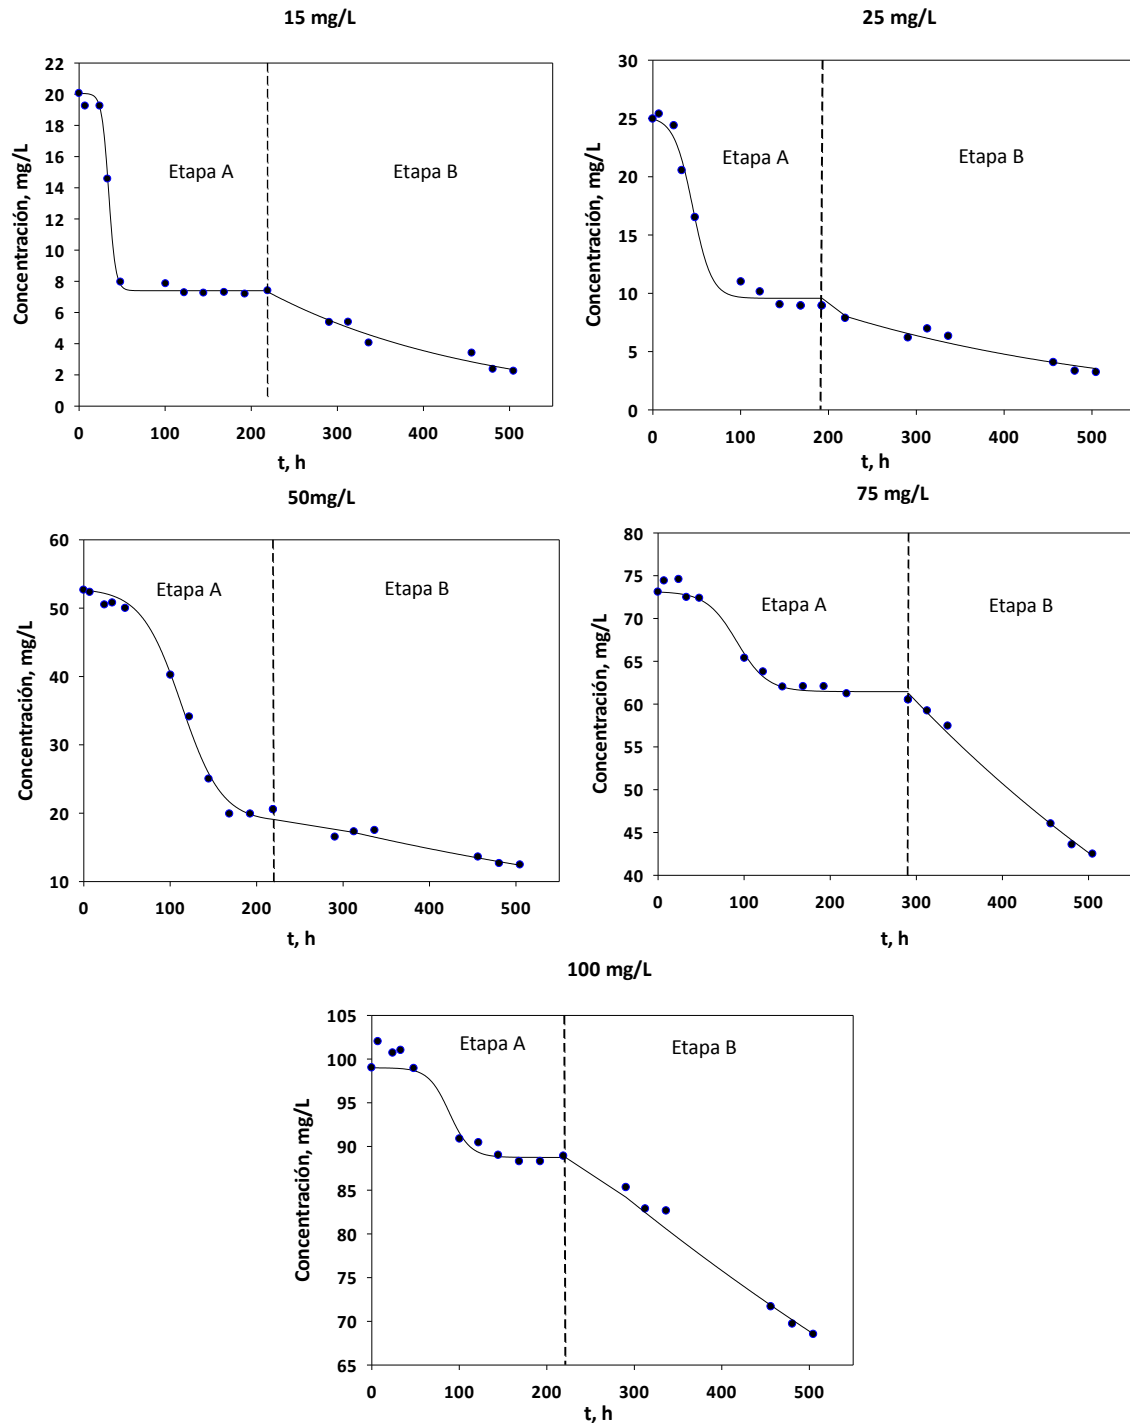 15 mg/L
25 mg/L
22
20
18
16
14
12
10
8
6
4
2
0
Concentración, mg/L
Etapa A
Etapa B
0 100 200 300 400 500
t, h
30
25
20
15
10
5
0
Concentración, mg/L
Etapa A
Etapa B
0 100 200 300 400 500
t, h
50mg/L
75 mg/L
60
50
40
30
20
10
Concentración, mg/L
Etapa A
Etapa B
0 100 200 300 400 500
t, h
80
75
70
65
60
55
50
45
40
Concentración, mg/L
Etapa A
Etapa B
0 100 200 300 400 500
t, h
100 mg/L
105
100
95
90
85
80
75
70
65
Concentración, mg/L
Etapa A
Etapa B
0 100 200 300 400 500
t, h